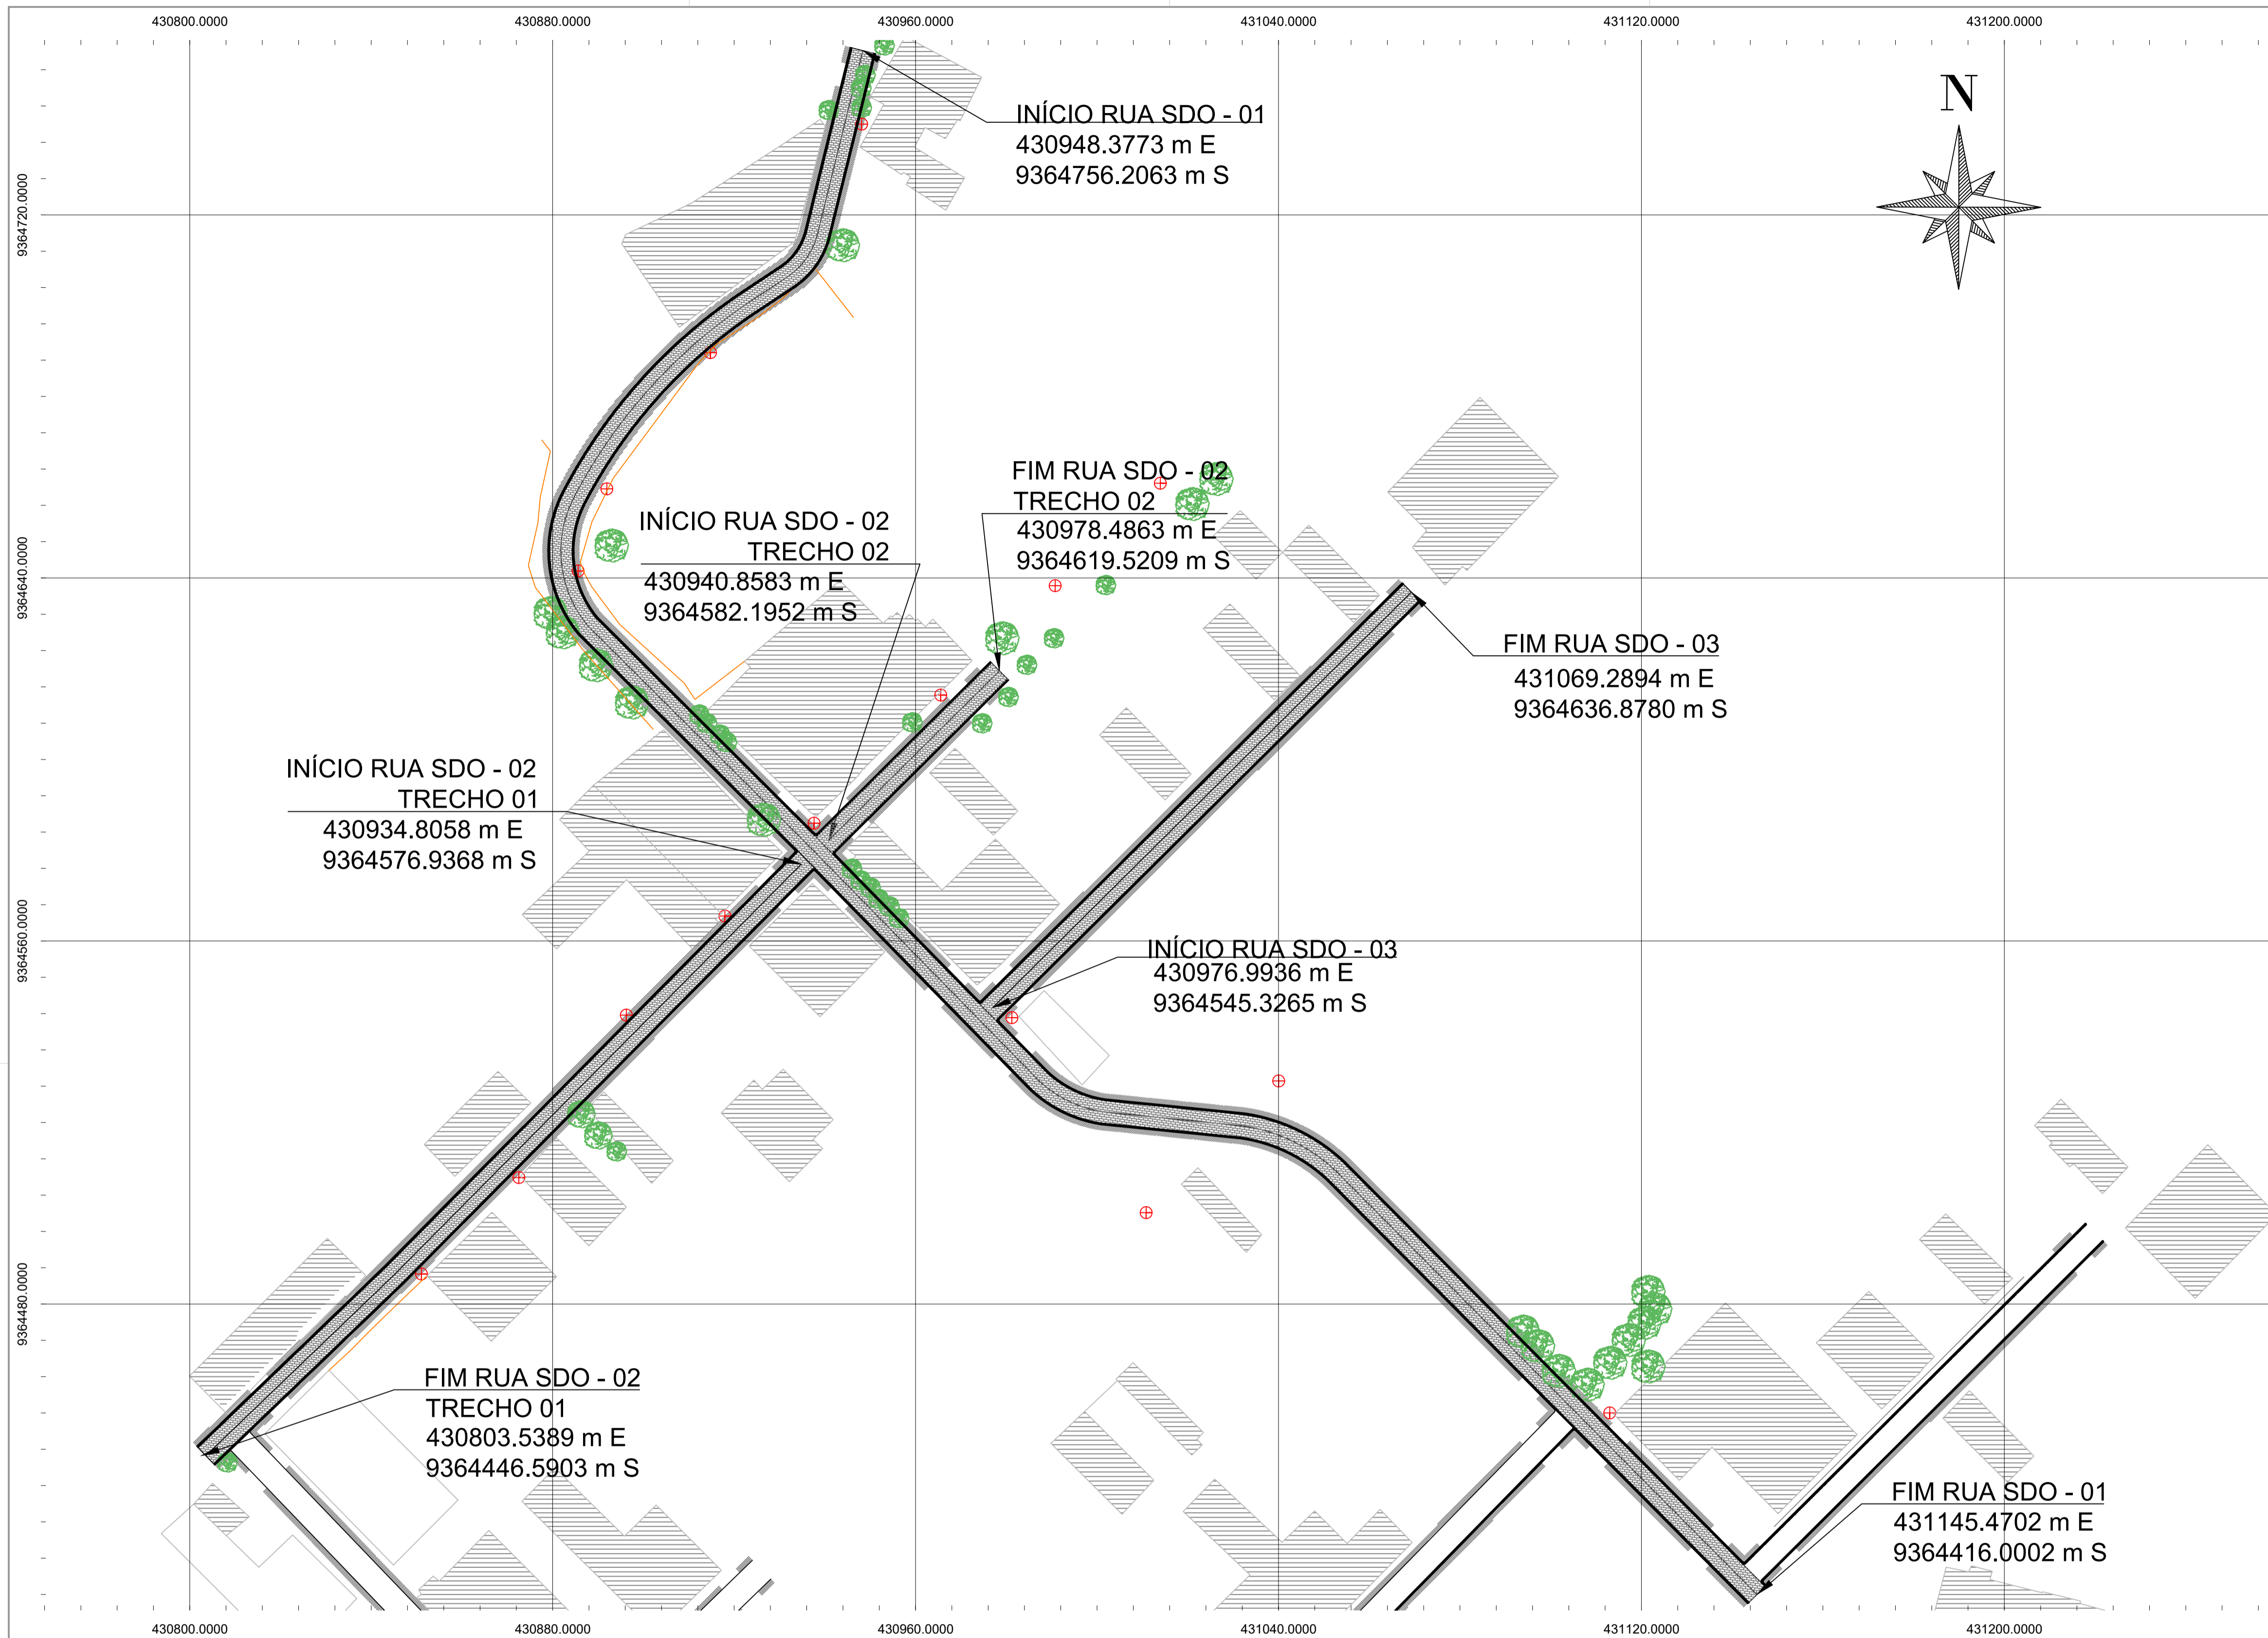 430800.0000
430880.0000
430960.0000
431040.0000
431120.0000
431200.0000
N
INÍCIO RUA SDO - 01
430948.3773 m E
9364756.2063 m S
9364720.0000
FIM RUA SDO - 02
TRECHO 02
430978.4863 m E
9364619.5209 m S
INÍCIO RUA SDO - 02
TRECHO 02
430940.8583 m E
9364582.1952 m S
9364640.0000
FIM RUA SDO - 03
431069.2894 m E
9364636.8780 m S
INÍCIO RUA SDO - 02
TRECHO 01
430934.8058 m E
9364576.9368 m S
9364560.0000
INÍCIO RUA SDO - 03
430976.9936 m E
9364545.3265 m S
9364480.0000
FIM RUA SDO - 02
TRECHO 01
430803.5389 m E
9364446.5903 m S
FIM RUA SDO - 01
431145.4702 m E
9364416.0002 m S
430800.0000
430880.0000
430960.0000
431040.0000
431120.0000
431200.0000